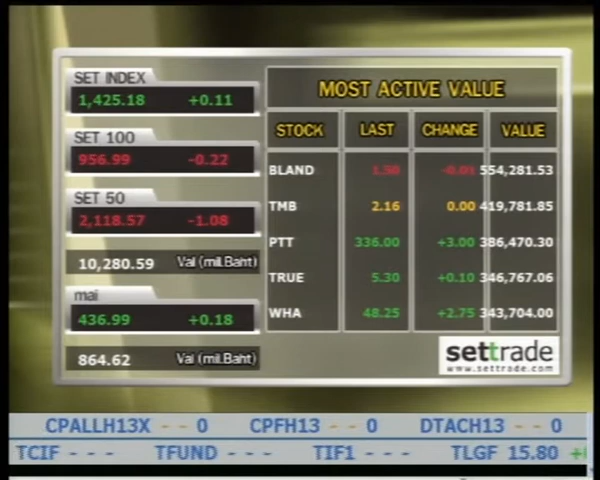 SET INDEX
1,425.18 +0.11
SET 100
956.99 -0.22
SET 50
2,118.57 -1.08
10,280.59 Val (mil.Baht)
mai
436.99 +0.18
864.62 Val (mil.Baht)
MOST ACTIVE VALUE
STOCK LAST CHANGE VALUE
BLAND 1.50 -0.01 554,281.53
TMB 2.16 0.00 419,781.85
PTT 336.00 +3.00 386,470.30
TRUE 5.30 +0.10 346,767.06
WHA 48.25 +2.75 343,704.00
settrade
www.settrade.com
CPALLH13X - - 0 CPFH13 - - 0 DTACH13 - - 0
TCIF - - - TFUND - - - TIF1 - - - TLGF 15.80